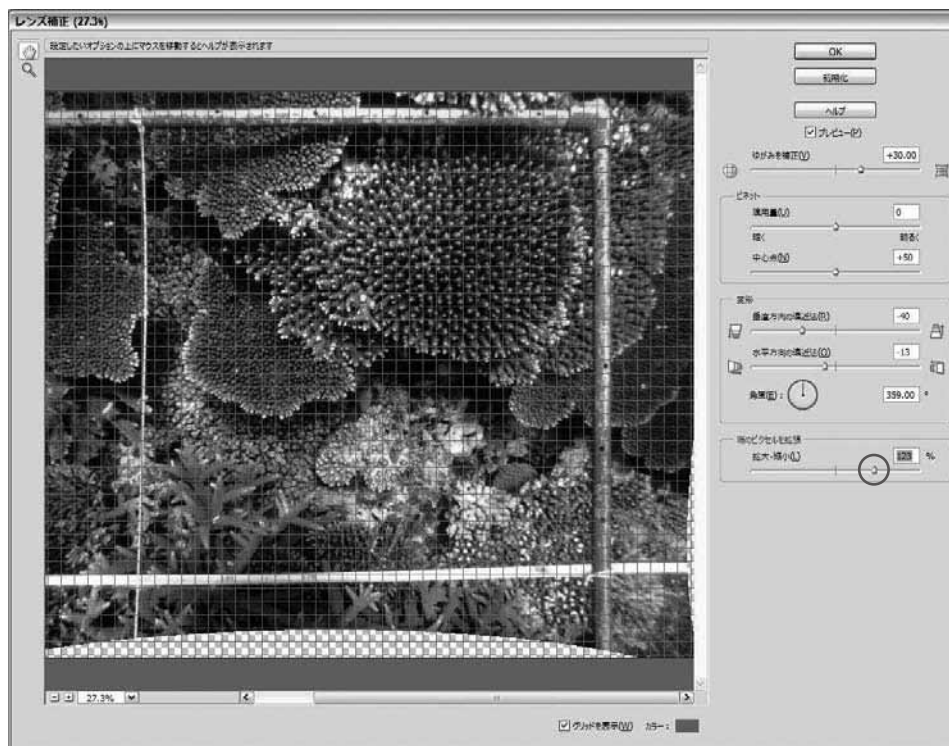 レンズ補正 (27.3%)
設定したいオプションの上にマウスを移動するとヘルプが表示されます
OK
初期化
ヘルプ
プレビュー(P)
ゆがみを補正(V) +30.00
ビネット
適用量(U) 0
暗く 明るく
中心点(N) +50
変形
垂直方向の遠近法(R) -40
水平方向の遠近法(O) -13
角度(E): 359.00 °
端のピクセルを拡張
拡大・縮小(L) 123 %
27.3%
グリッドを表示(W) カラー: